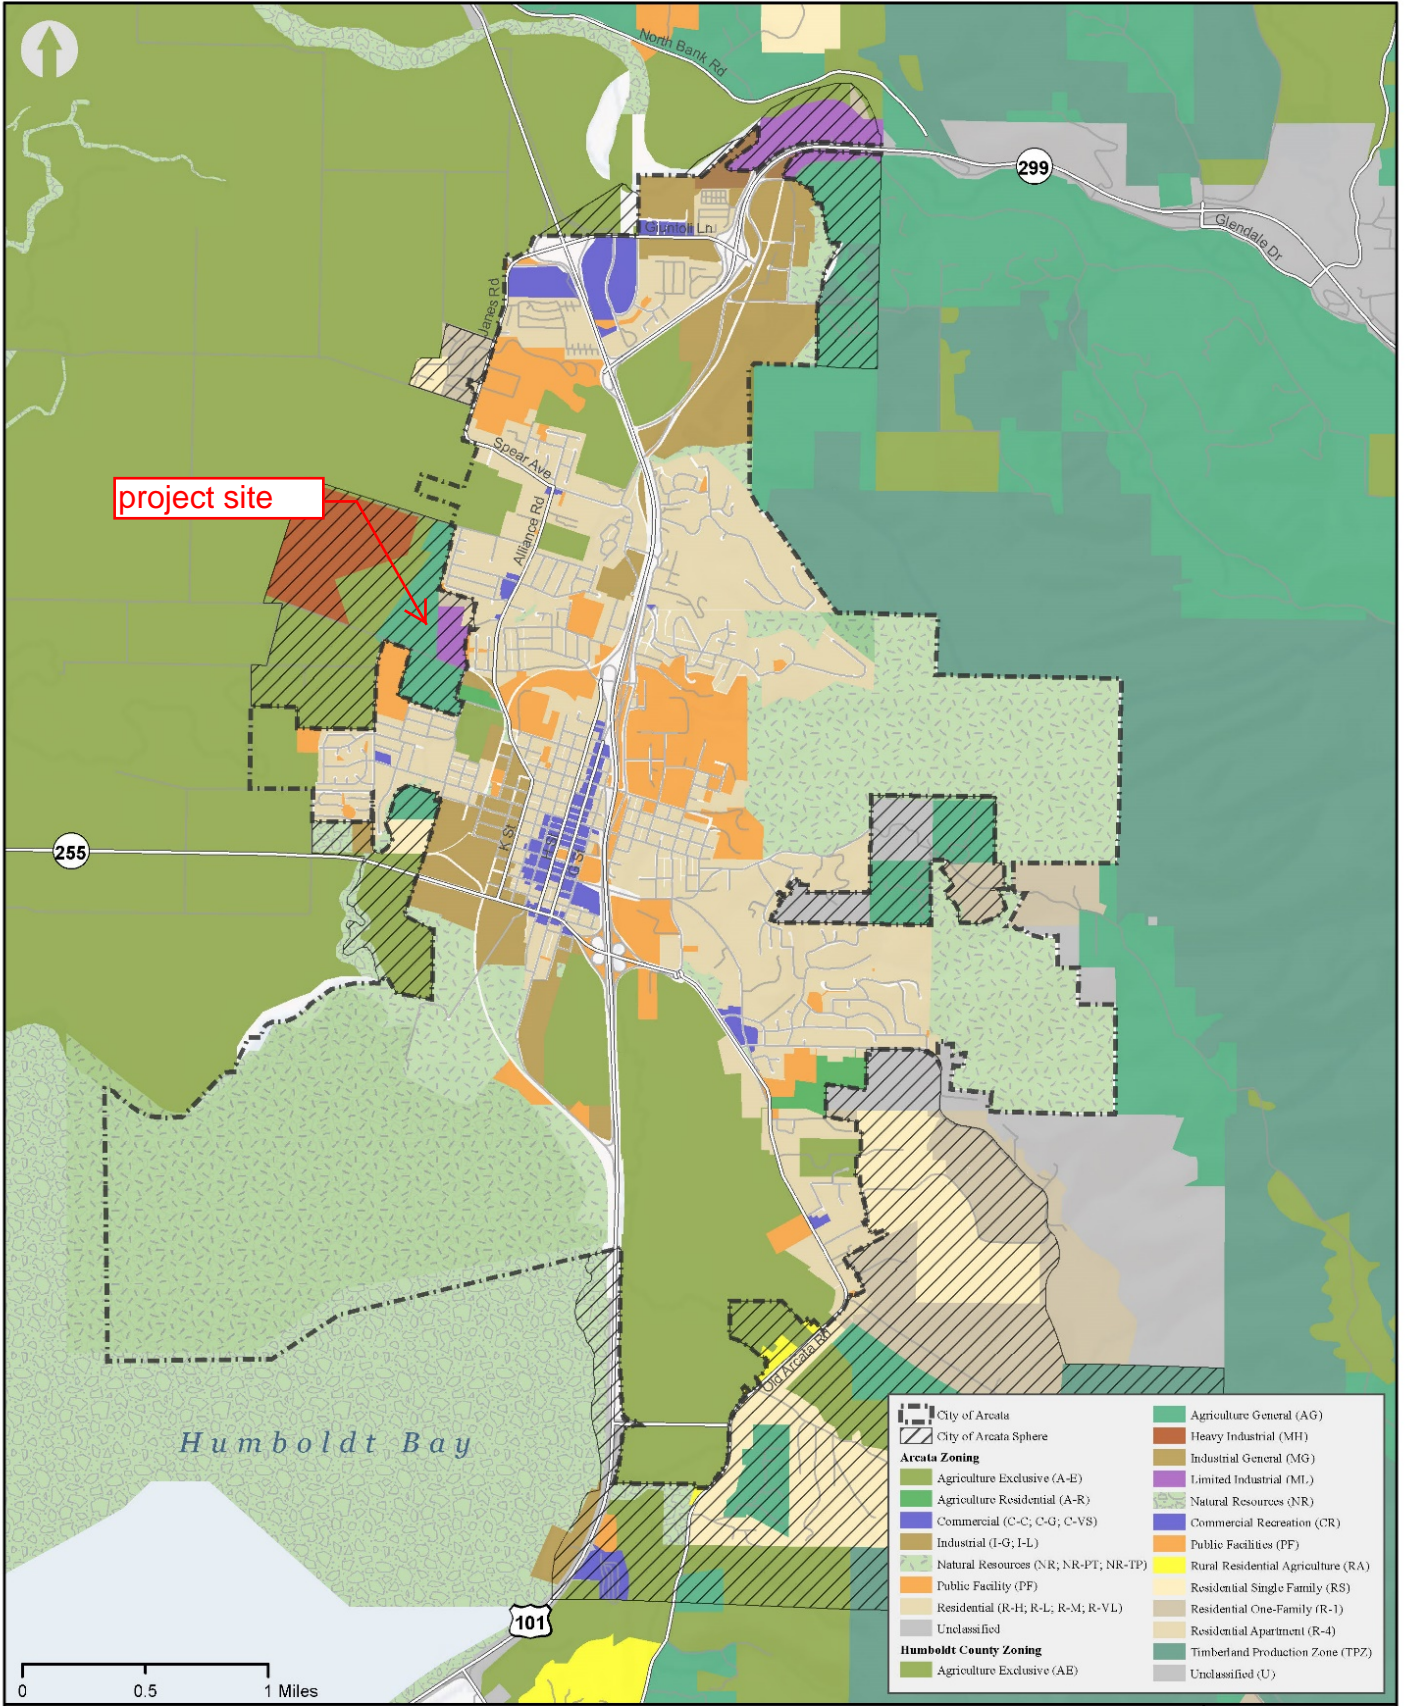 North Bank Rd
299
Giuntoli Ln
Glendale Dr
Janes Rd
Spear Ave
project site
Alliance Rd
K St
H St
G St
255
Old Arcata Rd
Humboldt Bay
101
0 0.5 1 Miles
City of Arcata
City of Arcata Sphere
Arcata Zoning
Agriculture Exclusive (A-E)
Agriculture Residential (A-R)
Commercial (C-C; C-G; C-VS)
Industrial (I-G; I-L)
Natural Resources (NR; NR-PT; NR-TP)
Public Facility (PF)
Residential (R-H; R-L; R-M; R-VL)
Unclassified
Humboldt County Zoning
Agriculture Exclusive (AE)
Agriculture General (AG)
Heavy Industrial (MH)
Industrial General (MG)
Limited Industrial (ML)
Natural Resources (NR)
Commercial Recreation (CR)
Public Facilities (PF)
Rural Residential Agriculture (RA)
Residential Single Family (RS)
Residential One-Family (R-1)
Residential Apartment (R-4)
Timberland Production Zone (TPZ)
Unclassified (U)